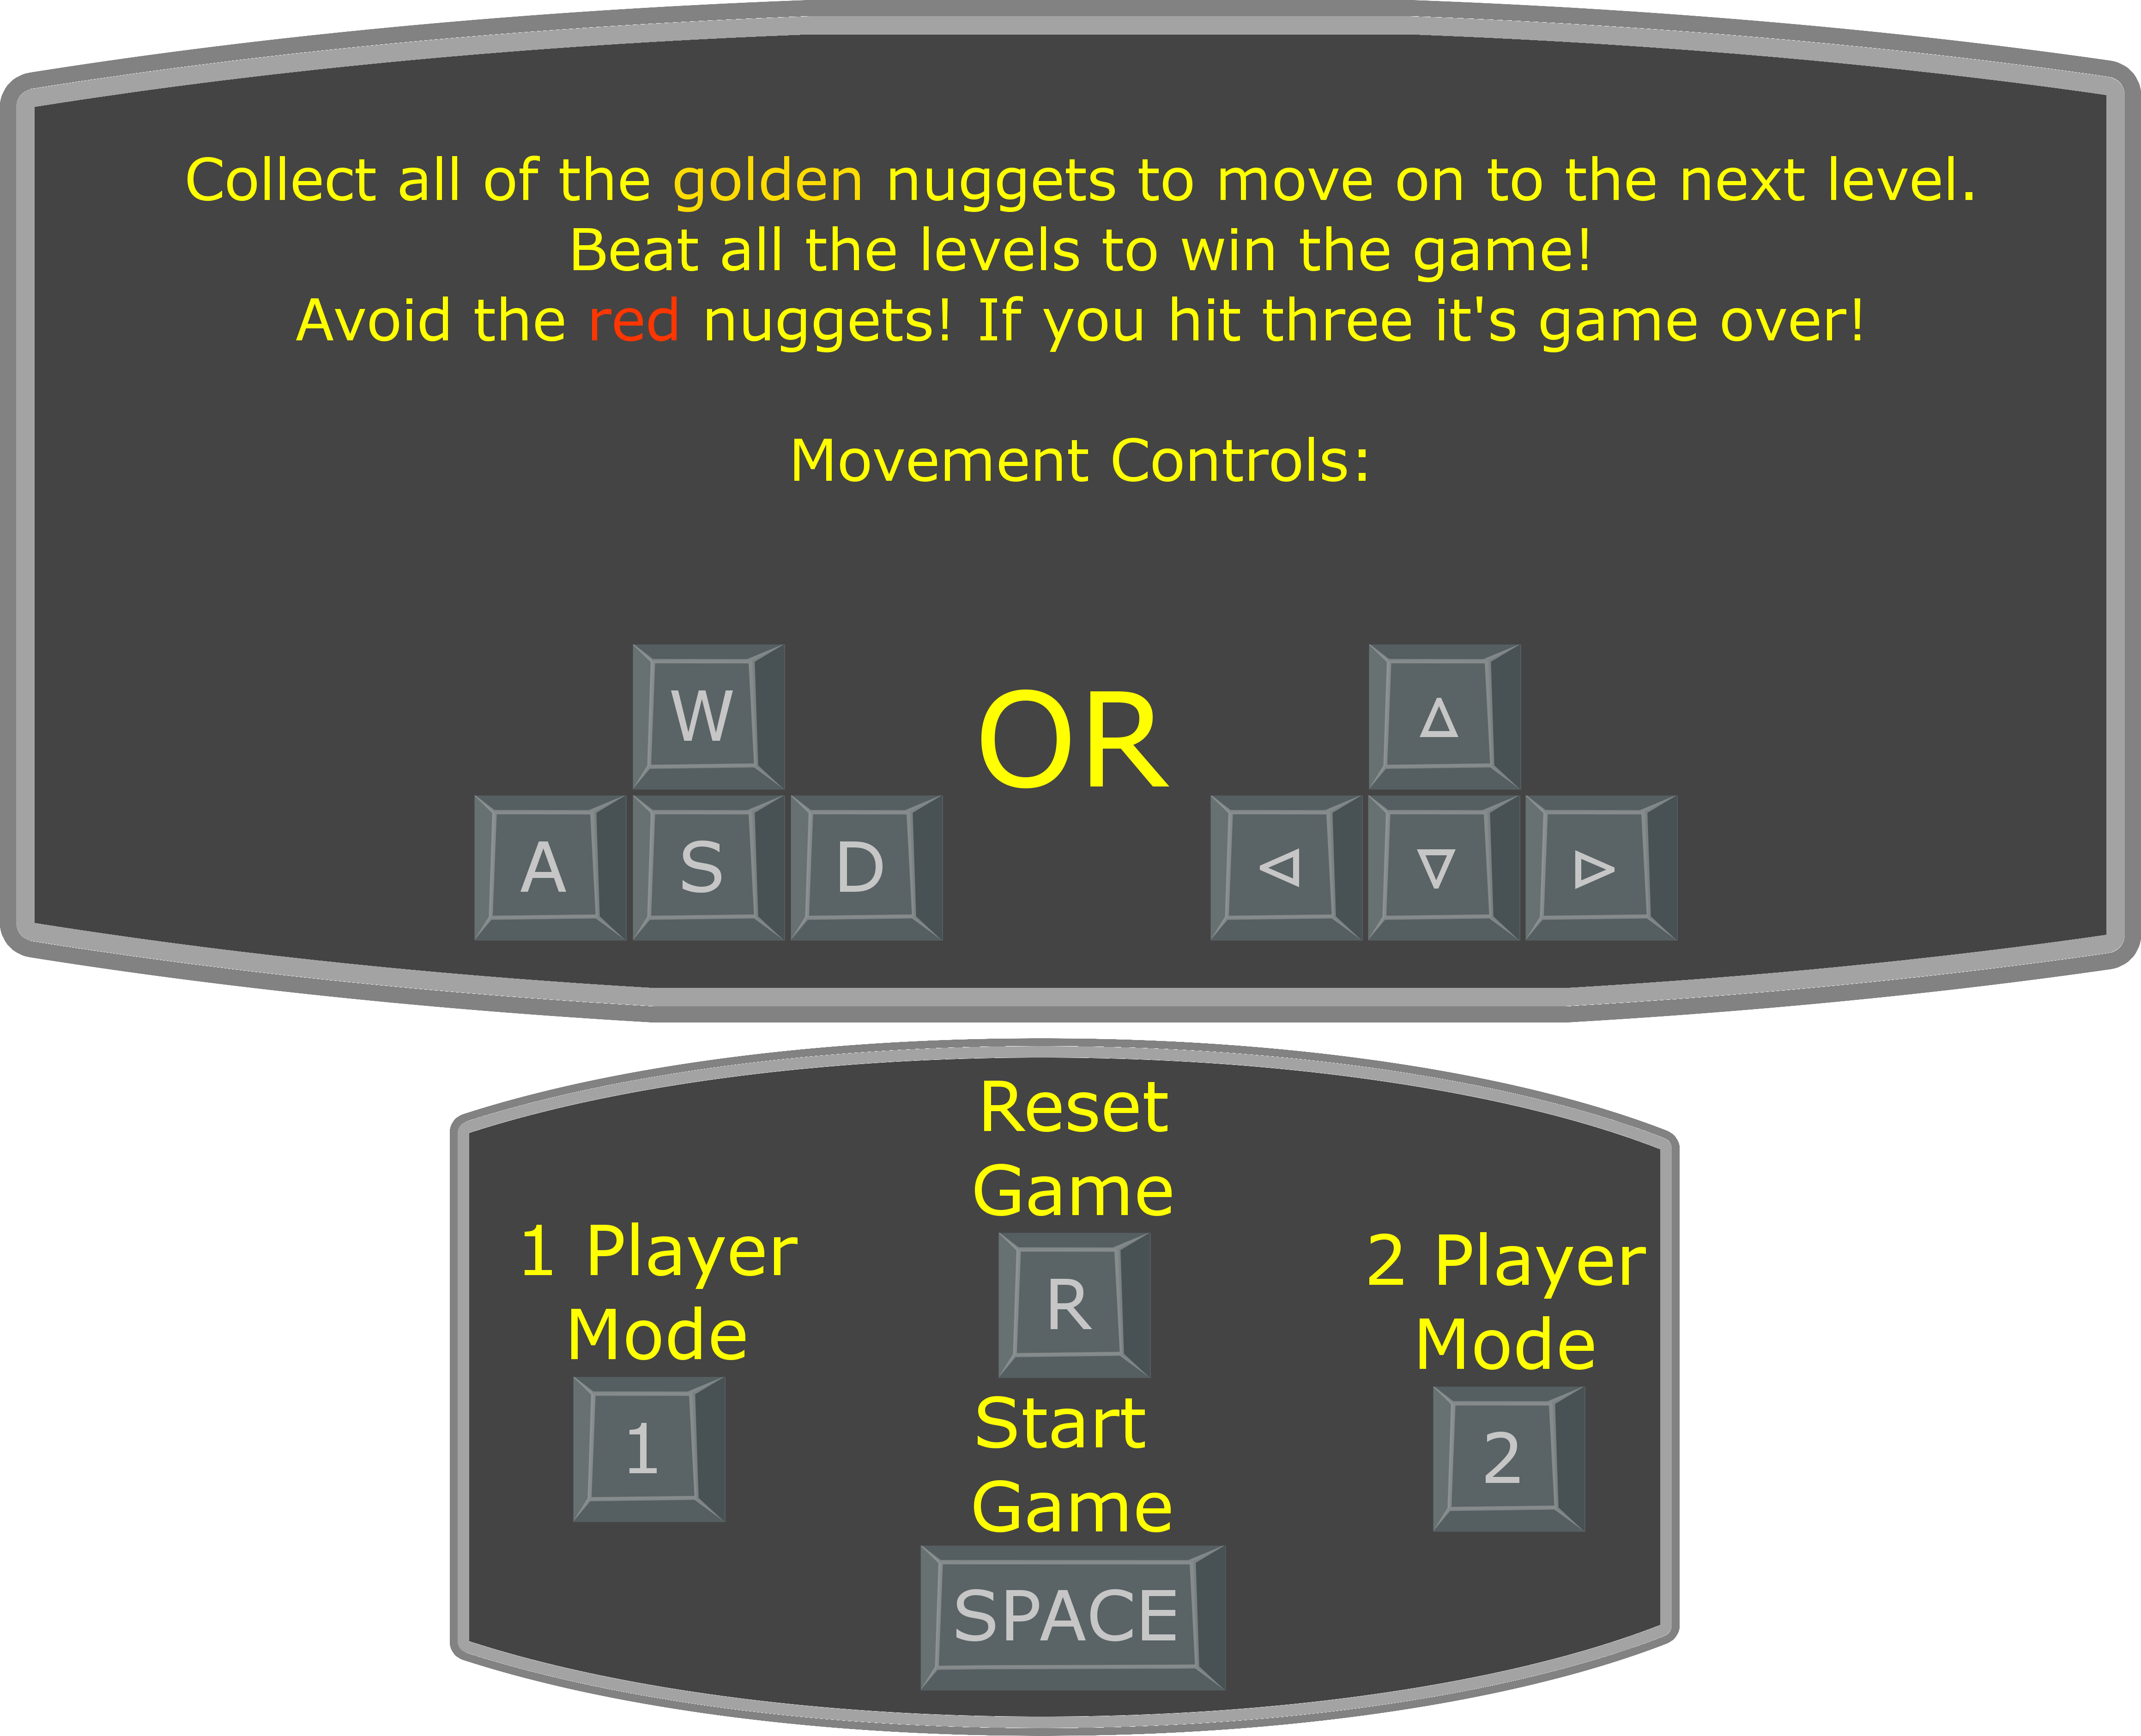 Collect all of the golden nuggets to move on to the next level.
Beat all the levels to win the game!
Avoid the red nuggets! If you hit three it's game over!
Movement Controls:
W
A S D
OR
△
◁ ▽ ▷
Reset
Game
R
1 Player
Mode
1
2 Player
Mode
2
Start
Game
SPACE